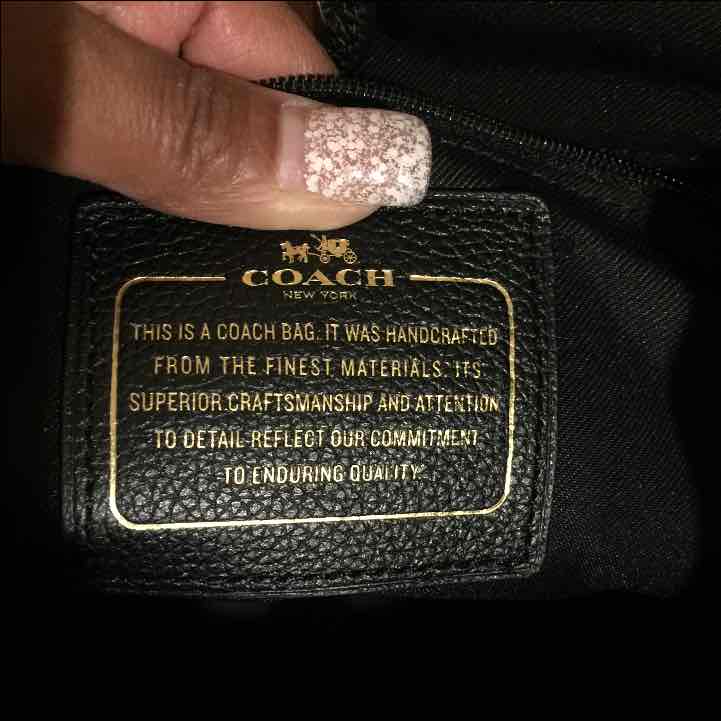 COACH
NEW YORK
THIS IS A COACH BAG. IT WAS HANDCRAFTED
FROM THE FINEST MATERIALS. ITS
SUPERIOR CRAFTSMANSHIP AND ATTENTION
TO DETAIL REFLECT OUR COMMITMENT
TO ENDURING QUALITY.